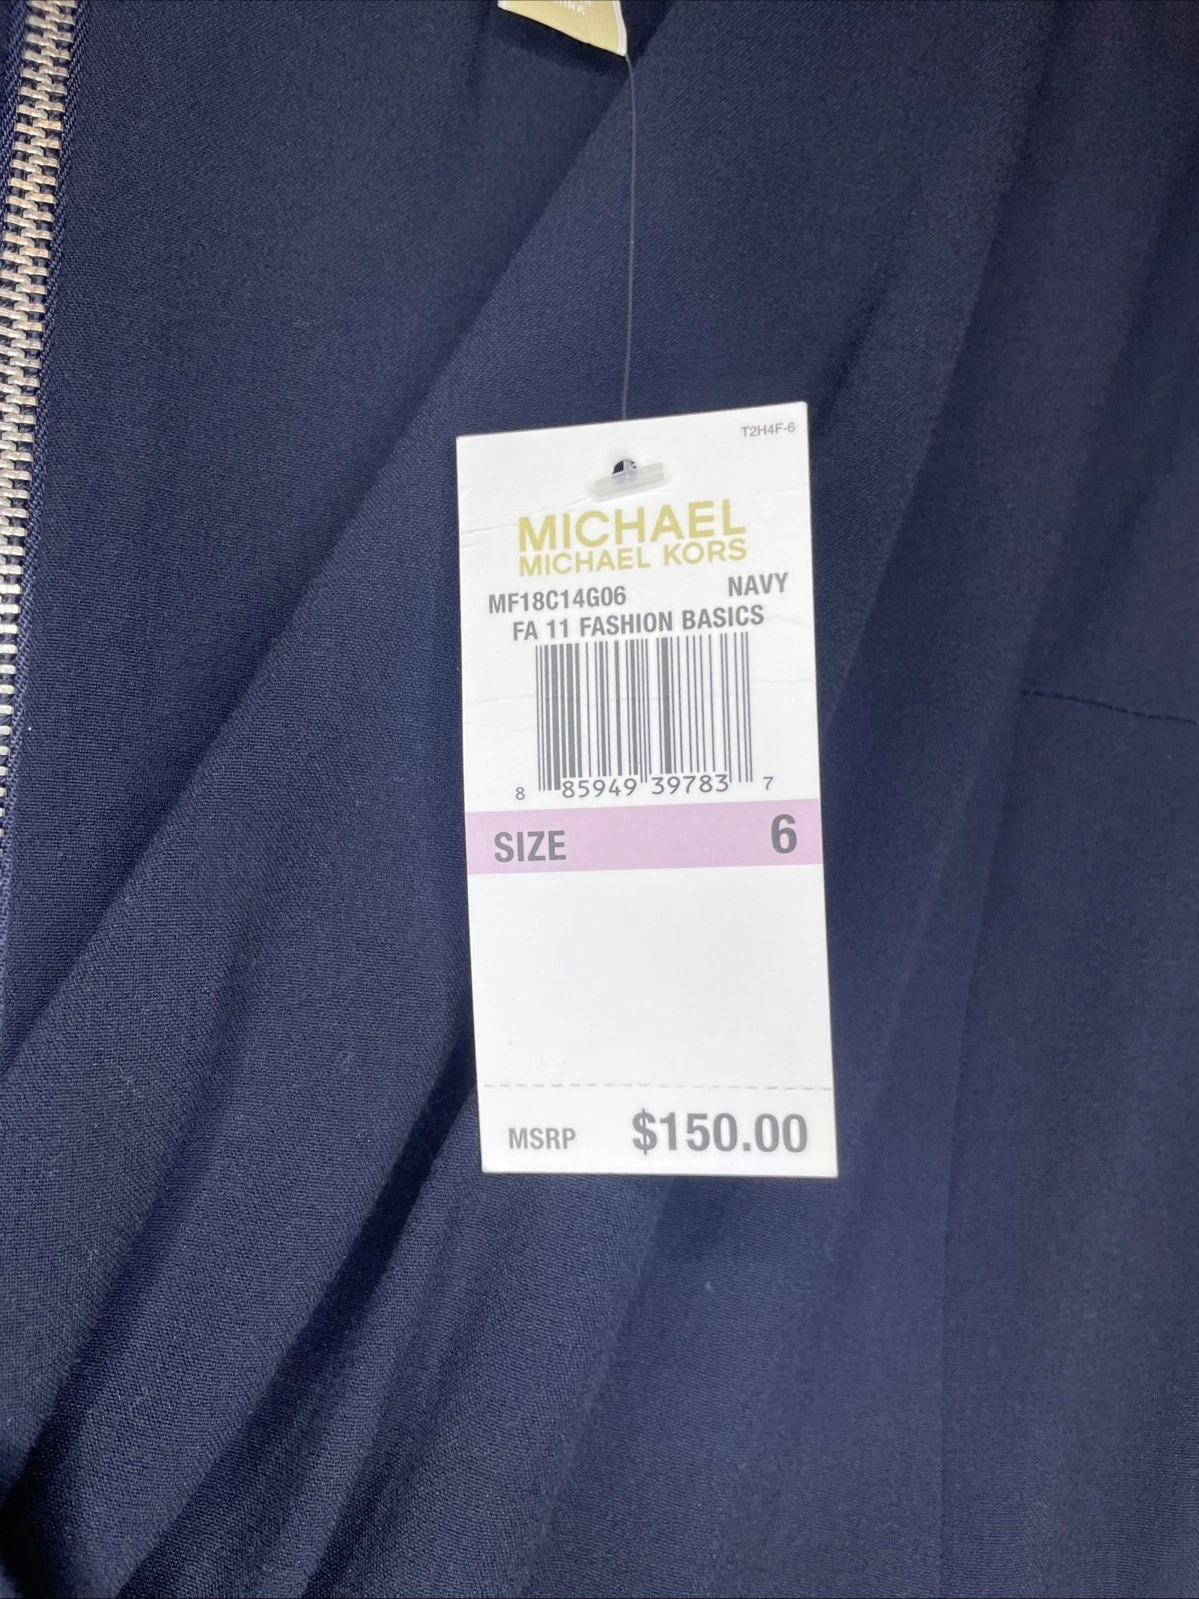 T2H4F-6
MICHAEL
MICHAEL KORS
MF18C14G06 NAVY
FA 11 FASHION BASICS
8 85949 39783 7
SIZE 6
MSRP $150.00